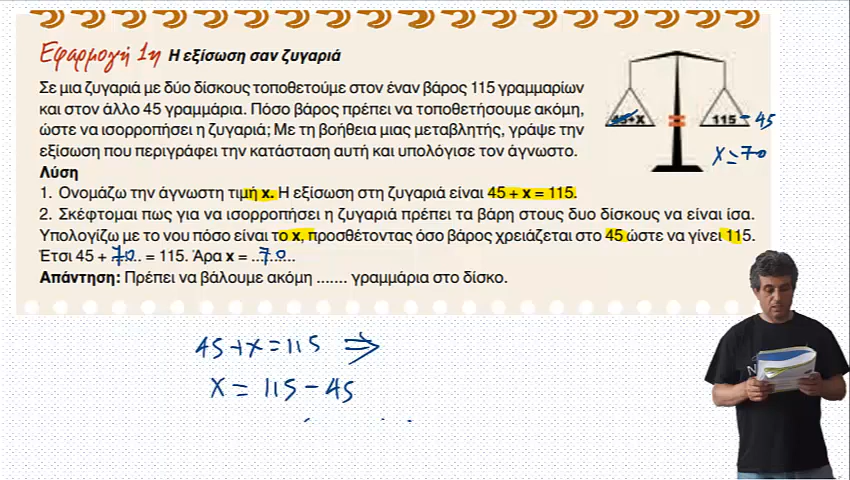 Εφαρμογή 1η Η εξίσωση σαν ζυγαριά
Σε μια ζυγαριά με δύο δίσκους τοποθετούμε στον έναν βάρος 115 γραμμαρίων
και στον άλλο 45 γραμμάρια. Πόσο βάρος πρέπει να τοποθετήσουμε ακόμη,
ώστε να ισορροπήσει η ζυγαριά; Με τη βοήθεια μιας μεταβλητής, γράψε την
εξίσωση που περιγράφει την κατάσταση αυτή και υπολόγισε τον άγνωστο.
45+X = 115 - 45
X = 70
Λύση
1. Ονομάζω την άγνωστη τιμή x. Η εξίσωση στη ζυγαριά είναι 45 + x = 115.
2. Σκέφτομαι πως για να ισορροπήσει η ζυγαριά πρέπει τα βάρη στους δυο δίσκους να είναι ίσα.
Υπολογίζω με το νου πόσο είναι το x, προσθέτοντας όσο βάρος χρειάζεται στο 45 ώστε να γίνει 115.
Έτσι 45 + 70... = 115. Άρα x = ..70.......
Απάντηση: Πρέπει να βάλουμε ακόμη ....... γραμμάρια στο δίσκο.
45+x=115 ⇒
x = 115 - 45